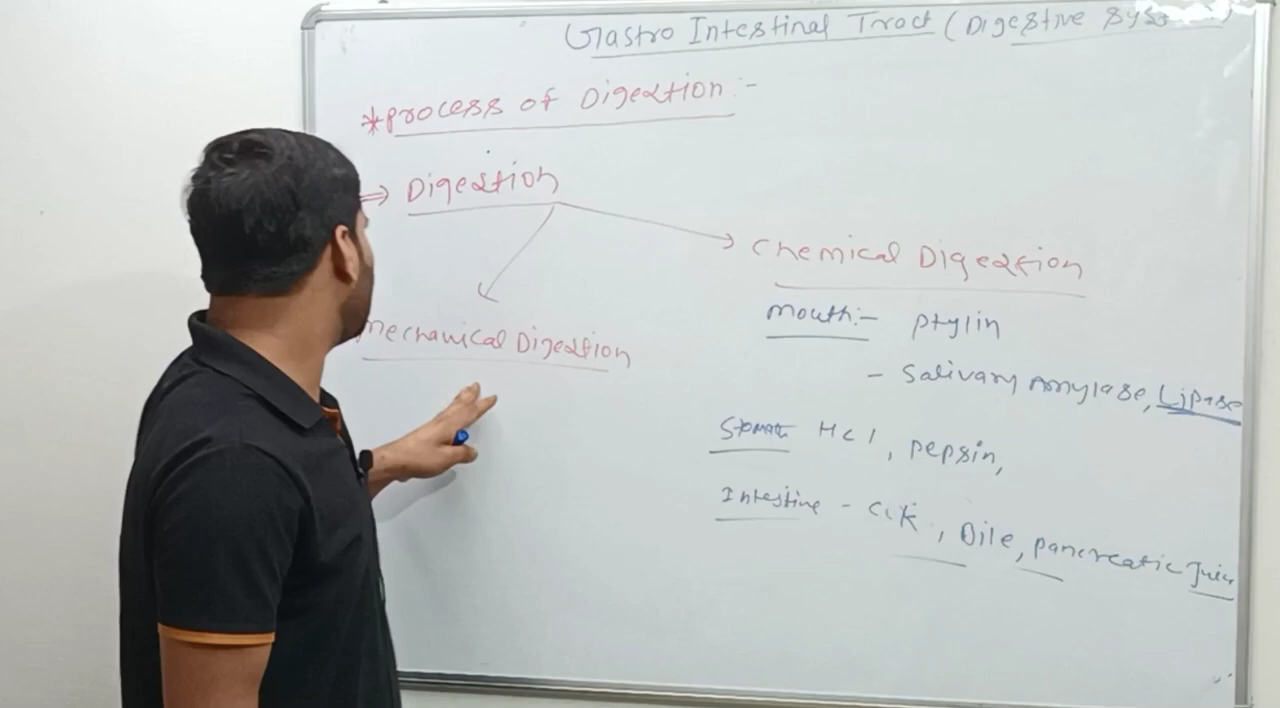 Gastro Intestinal Tract (Digestive Syst
*process of Digestion :-
⇒ Digestion
Chemical Digestion
Mouth:- ptylin
- Salivary Amylase, Lipase
Mechanical Digestion
Stomach HCl, pepsin,
Intestine - CCK, Bile, pancreatic Juice